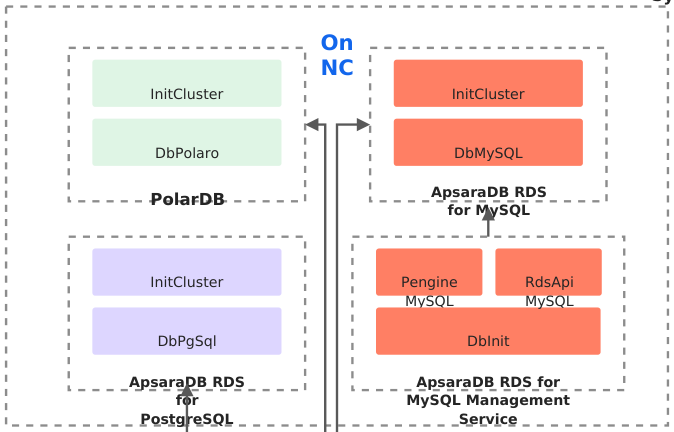 On
NC
InitCluster
DbPolaro
PolarDB
InitCluster
DbMySQL
ApsaraDB RDS
for MySQL
InitCluster
DbPgSql
ApsaraDB RDS
for
PostgreSQL
Pengine
MySQL
RdsApi
MySQL
DbInit
ApsaraDB RDS for
MySQL Management
Service